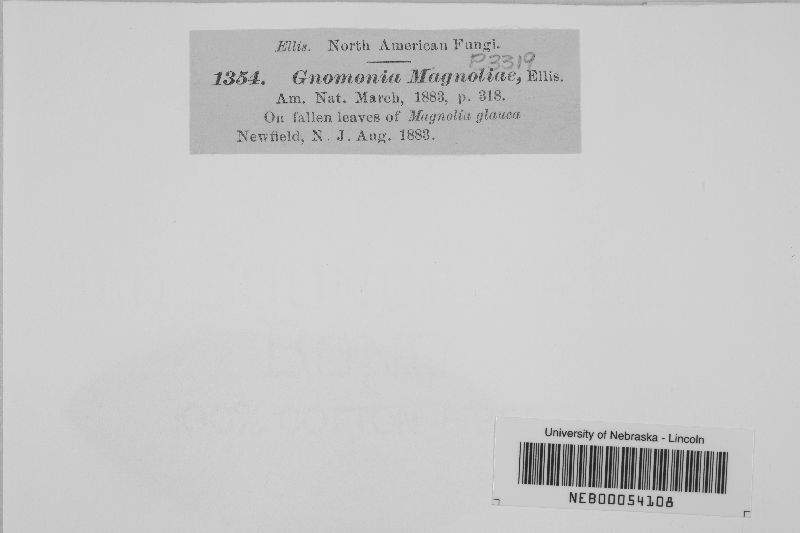 Ellis. North American Fungi.
P3319
1354. Gnomonia Magnoliae, Ellis.
Am. Nat. March, 1883, p. 318.
On fallen leaves of Magnolia glauca
Newfield, N. J. Aug. 1883.
University of Nebraska - Lincoln
NEB00054108